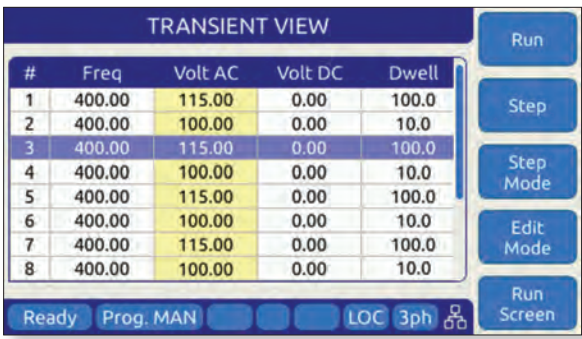 TRANSIENT VIEW
# Freq Volt AC Volt DC Dwell
1 400.00 115.00 0.00 100.0
2 400.00 100.00 0.00 10.0
3 400.00 115.00 0.00 100.0
4 400.00 100.00 0.00 10.0
5 400.00 115.00 0.00 100.0
6 400.00 100.00 0.00 10.0
7 400.00 115.00 0.00 100.0
8 400.00 100.00 0.00 10.0
Ready Prog. MAN LOC 3ph
Run
Step
Step
Mode
Edit
Mode
Run
Screen